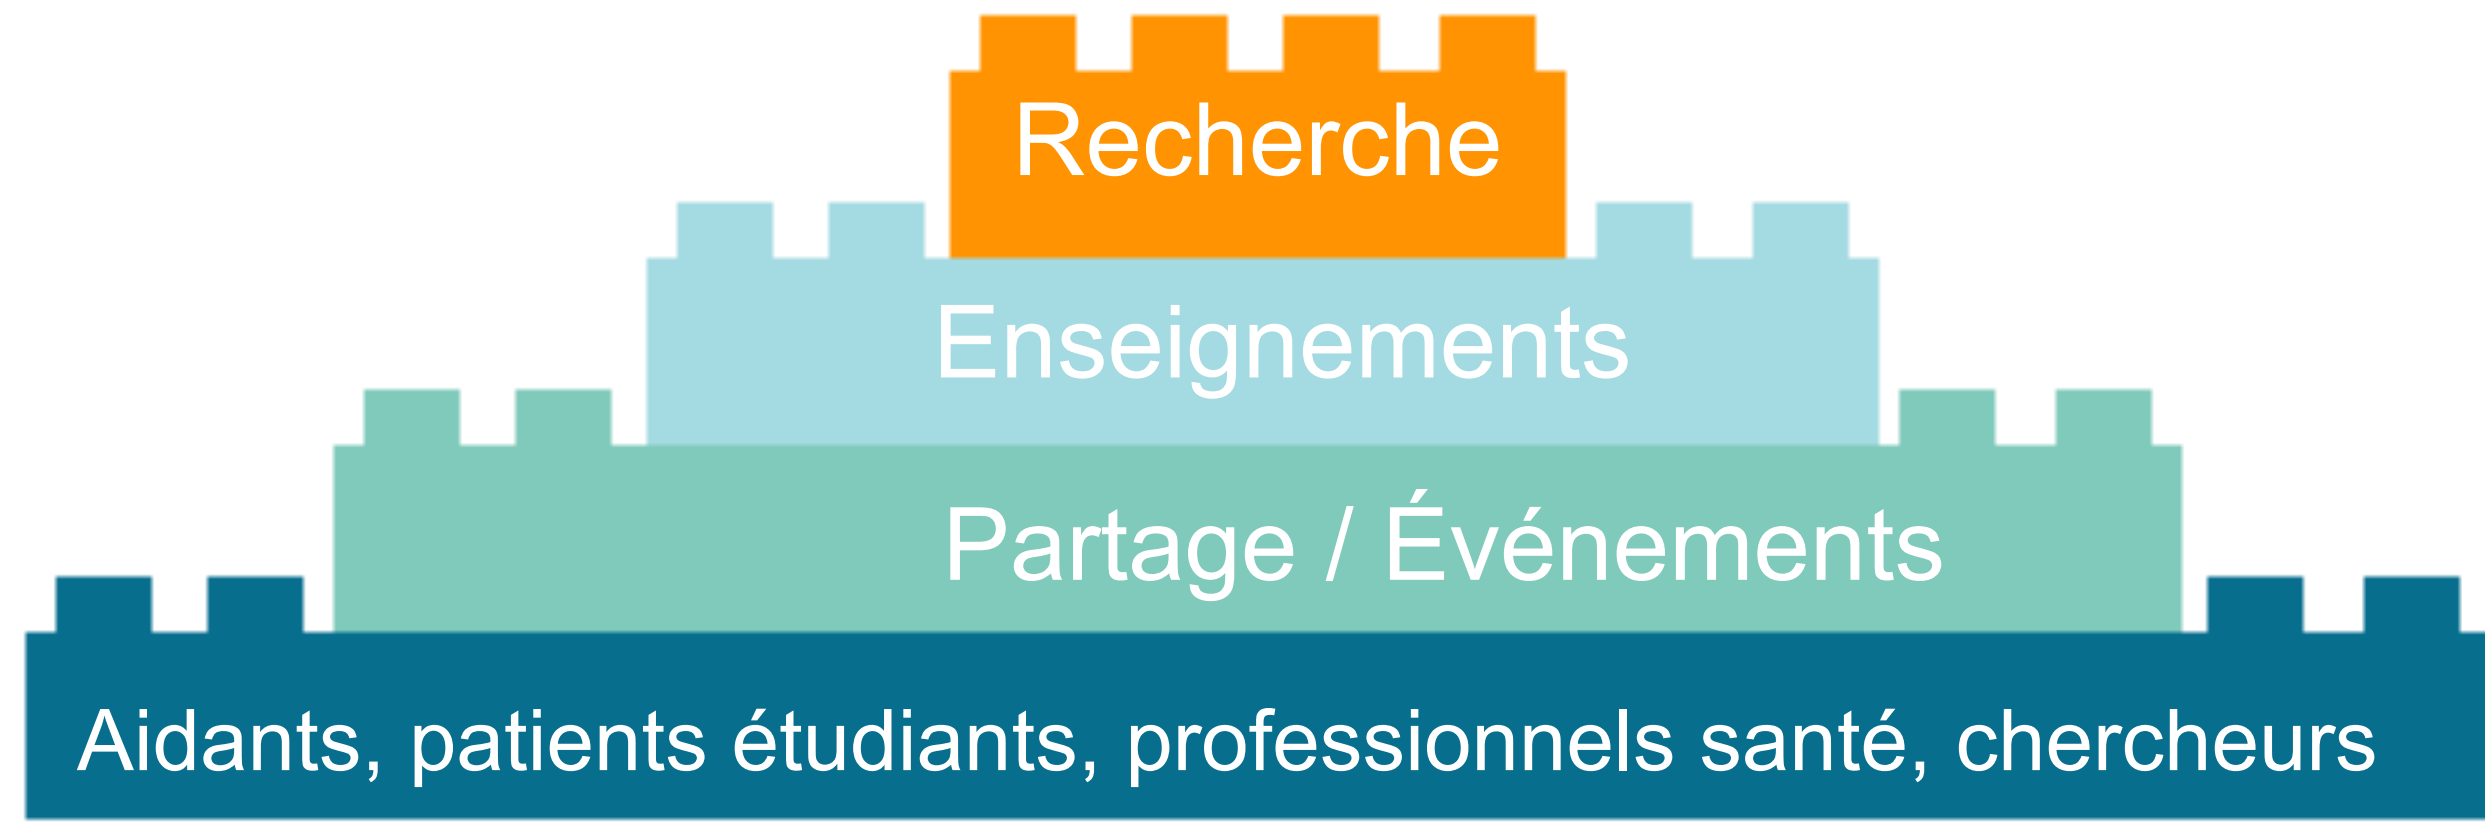 Recherche
Enseignements
Partage / Événements
Aidants, patients étudiants, professionnels santé, chercheurs